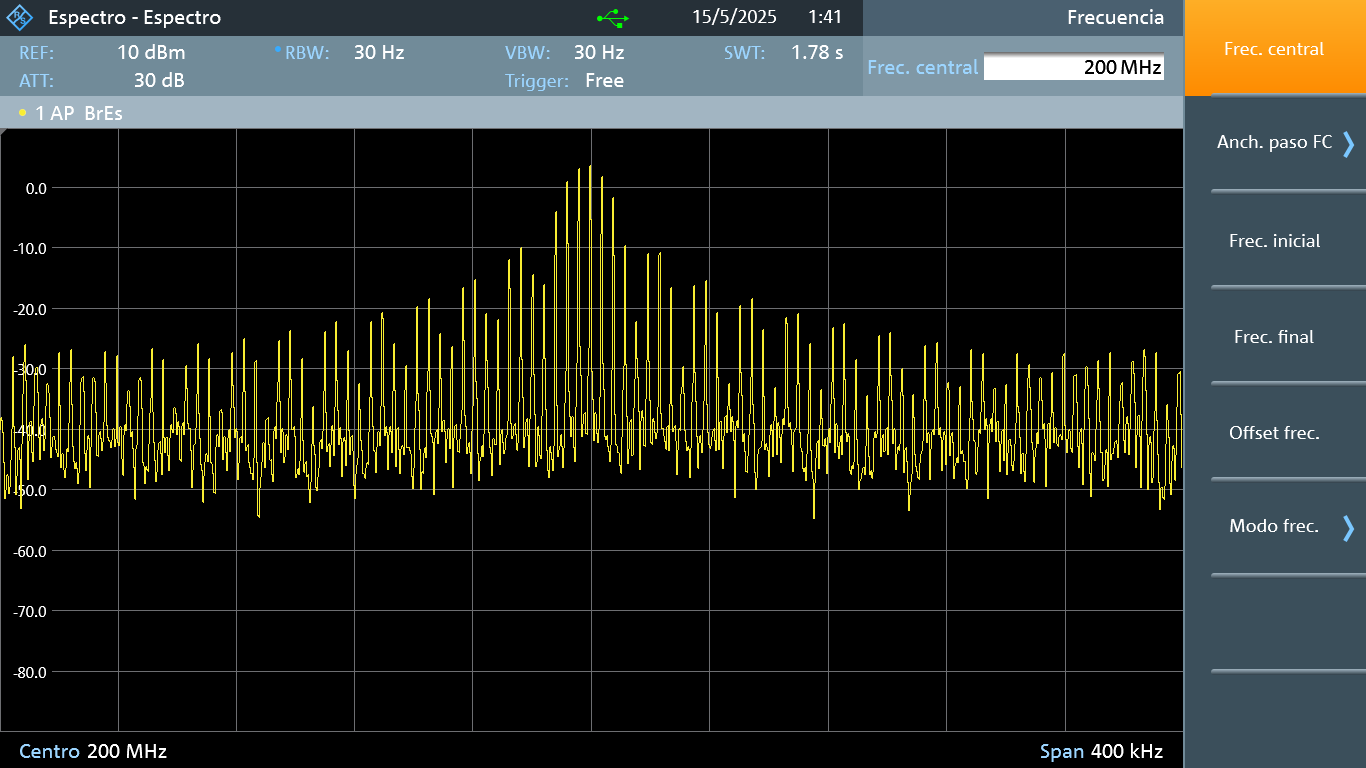 Espectro - Espectro 15/5/2025 1:41 Frecuencia
REF: 10 dBm RBW: 30 Hz VBW: 30 Hz SWT: 1.78 s
ATT: 30 dB Trigger: Free
Frec. central 200 MHz
1 AP BrEs
0.0
-10.0
-20.0
-30.0
-40.0
-50.0
-60.0
-70.0
-80.0
Centro 200 MHz Span 400 kHz
Frec. central
Anch. paso FC
Frec. inicial
Frec. final
Offset frec.
Modo frec.